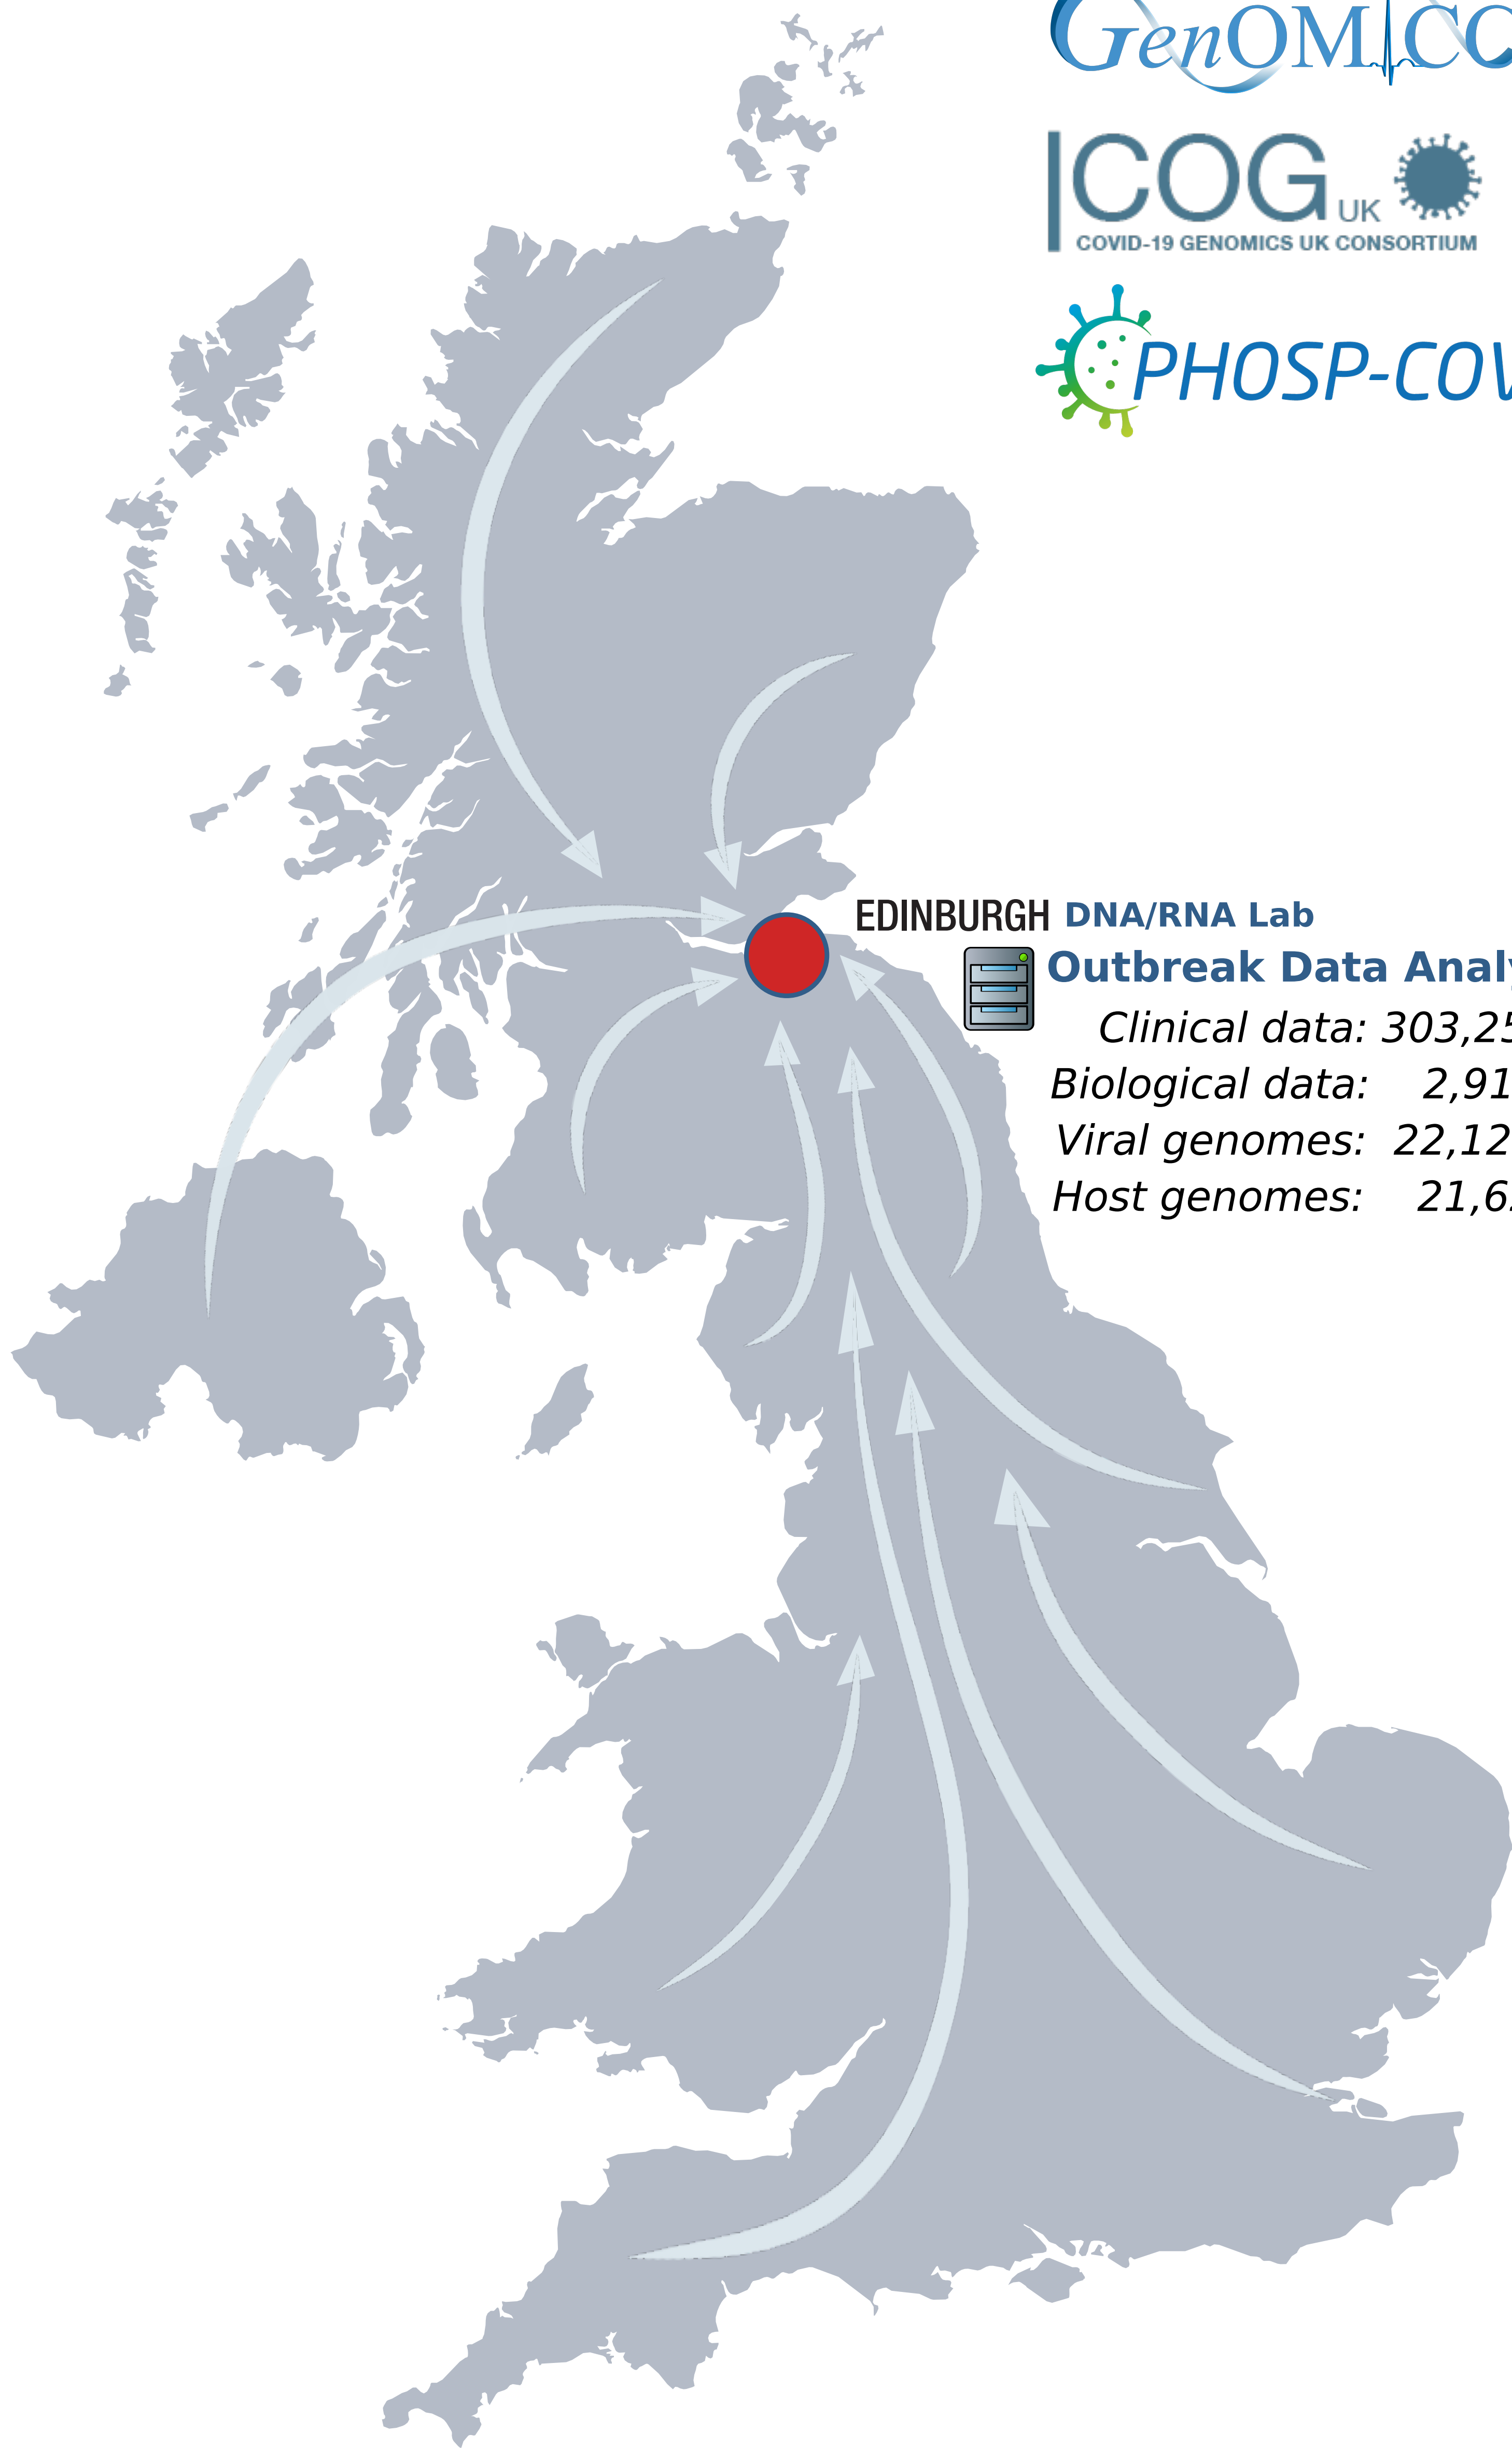 GenOMICC
COG UK
COVID-19 GENOMICS UK CONSORTIUM
PHOSP-COV
EDINBURGH DNA/RNA Lab
Outbreak Data Analy
Clinical data: 303,25
Biological data: 2,91
Viral genomes: 22,12
Host genomes: 21,6